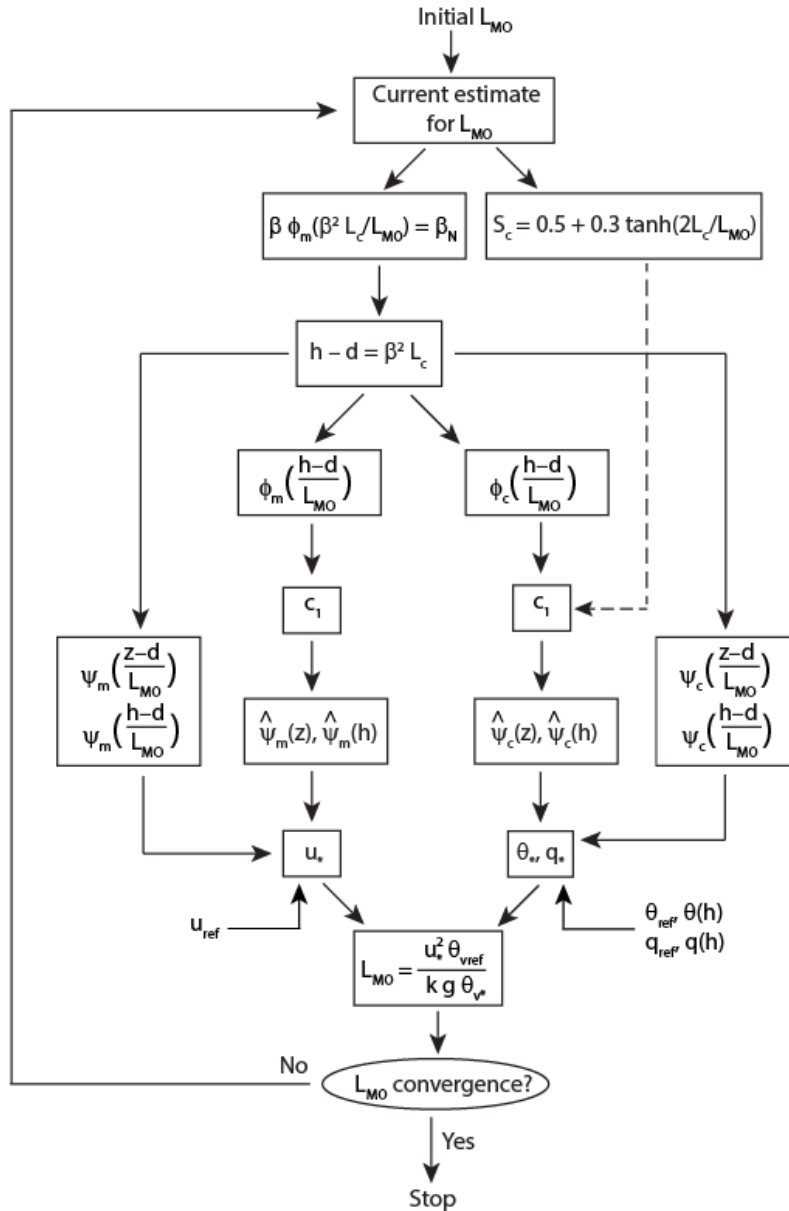 Initial L_MO
Current estimate
for L_MO
β ϕ_m(β² L_c/L_MO) = β_N
S_c = 0.5 + 0.3 tanh(2L_c/L_MO)
h – d = β² L_c
ϕ_m((h–d)/L_MO)
ϕ_c((h–d)/L_MO)
c_1
c_1
ψ_m((z–d)/L_MO)
ψ_m((h–d)/L_MO)
ψ̂_m(z), ψ̂_m(h)
ψ̂_c(z), ψ̂_c(h)
ψ_c((z–d)/L_MO)
ψ_c((h–d)/L_MO)
u_*
θ_*, q_*
u_ref
θ_ref, θ(h)
q_ref, q(h)
L_MO = u_*² θ_vref / (k g θ_v*)
No
L_MO convergence?
Yes
Stop